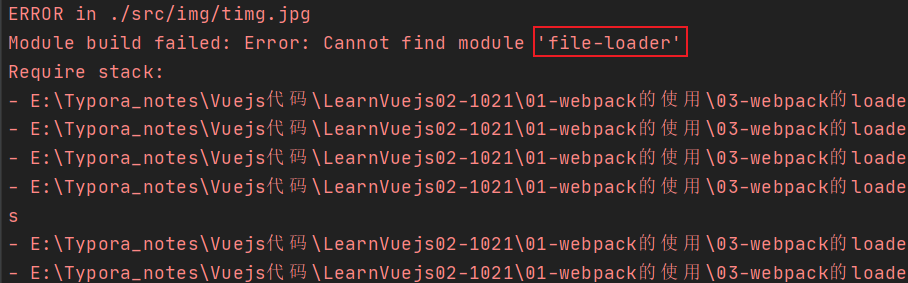 ERROR in ./src/img/timg.jpg
Module build failed: Error: Cannot find module 'file-loader'
Require stack:
- E:\Typora_notes\Vuejs代码\LearnVuejs02-1021\01-webpack的使用\03-webpack的loade
- E:\Typora_notes\Vuejs代码\LearnVuejs02-1021\01-webpack的使用\03-webpack的loade
- E:\Typora_notes\Vuejs代码\LearnVuejs02-1021\01-webpack的使用\03-webpack的loade
- E:\Typora_notes\Vuejs代码\LearnVuejs02-1021\01-webpack的使用\03-webpack的loade
s
- E:\Typora_notes\Vuejs代码\LearnVuejs02-1021\01-webpack的使用\03-webpack的loade
- E:\Typora_notes\Vuejs代码\LearnVuejs02-1021\01-webpack的使用\03-webpack的loade